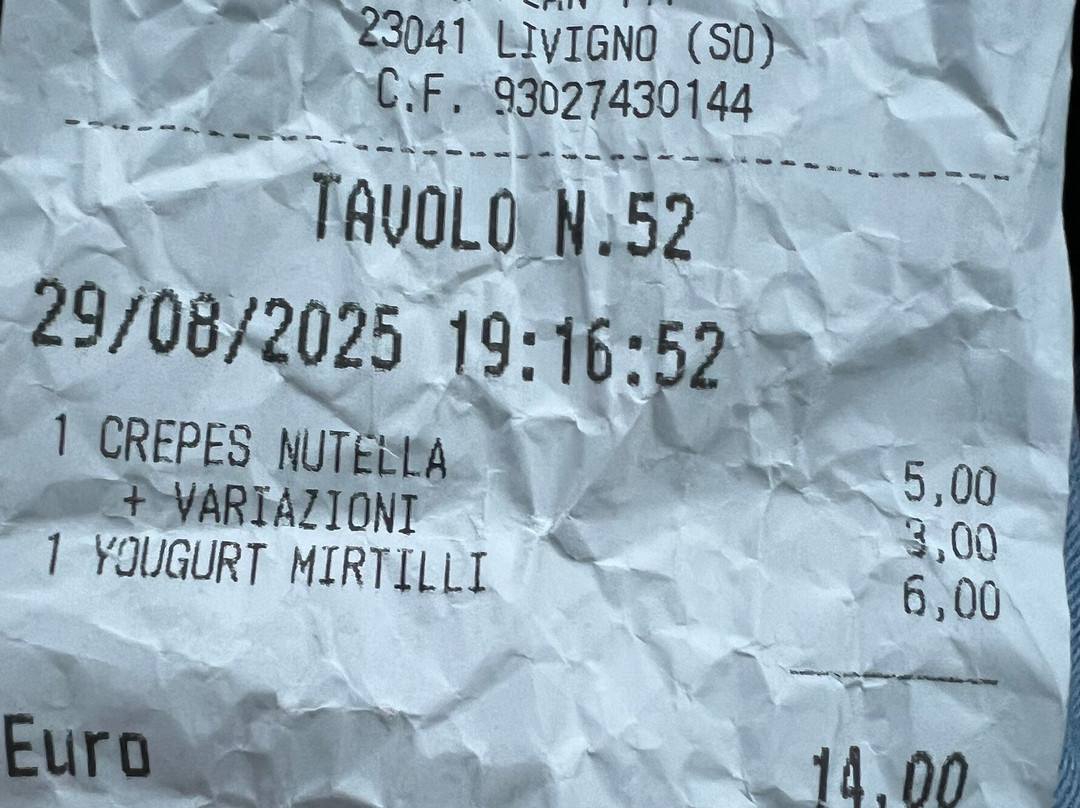 23041 LIVIGNO (SO)
C.F. 93027430144
TAVOLO N.52
29/08/2025 19:16:52
1 CREPES NUTELLA 5,00
+ VARIAZIONI 3,00
1 YOUGURT MIRTILLI 6,00
Euro 14,00